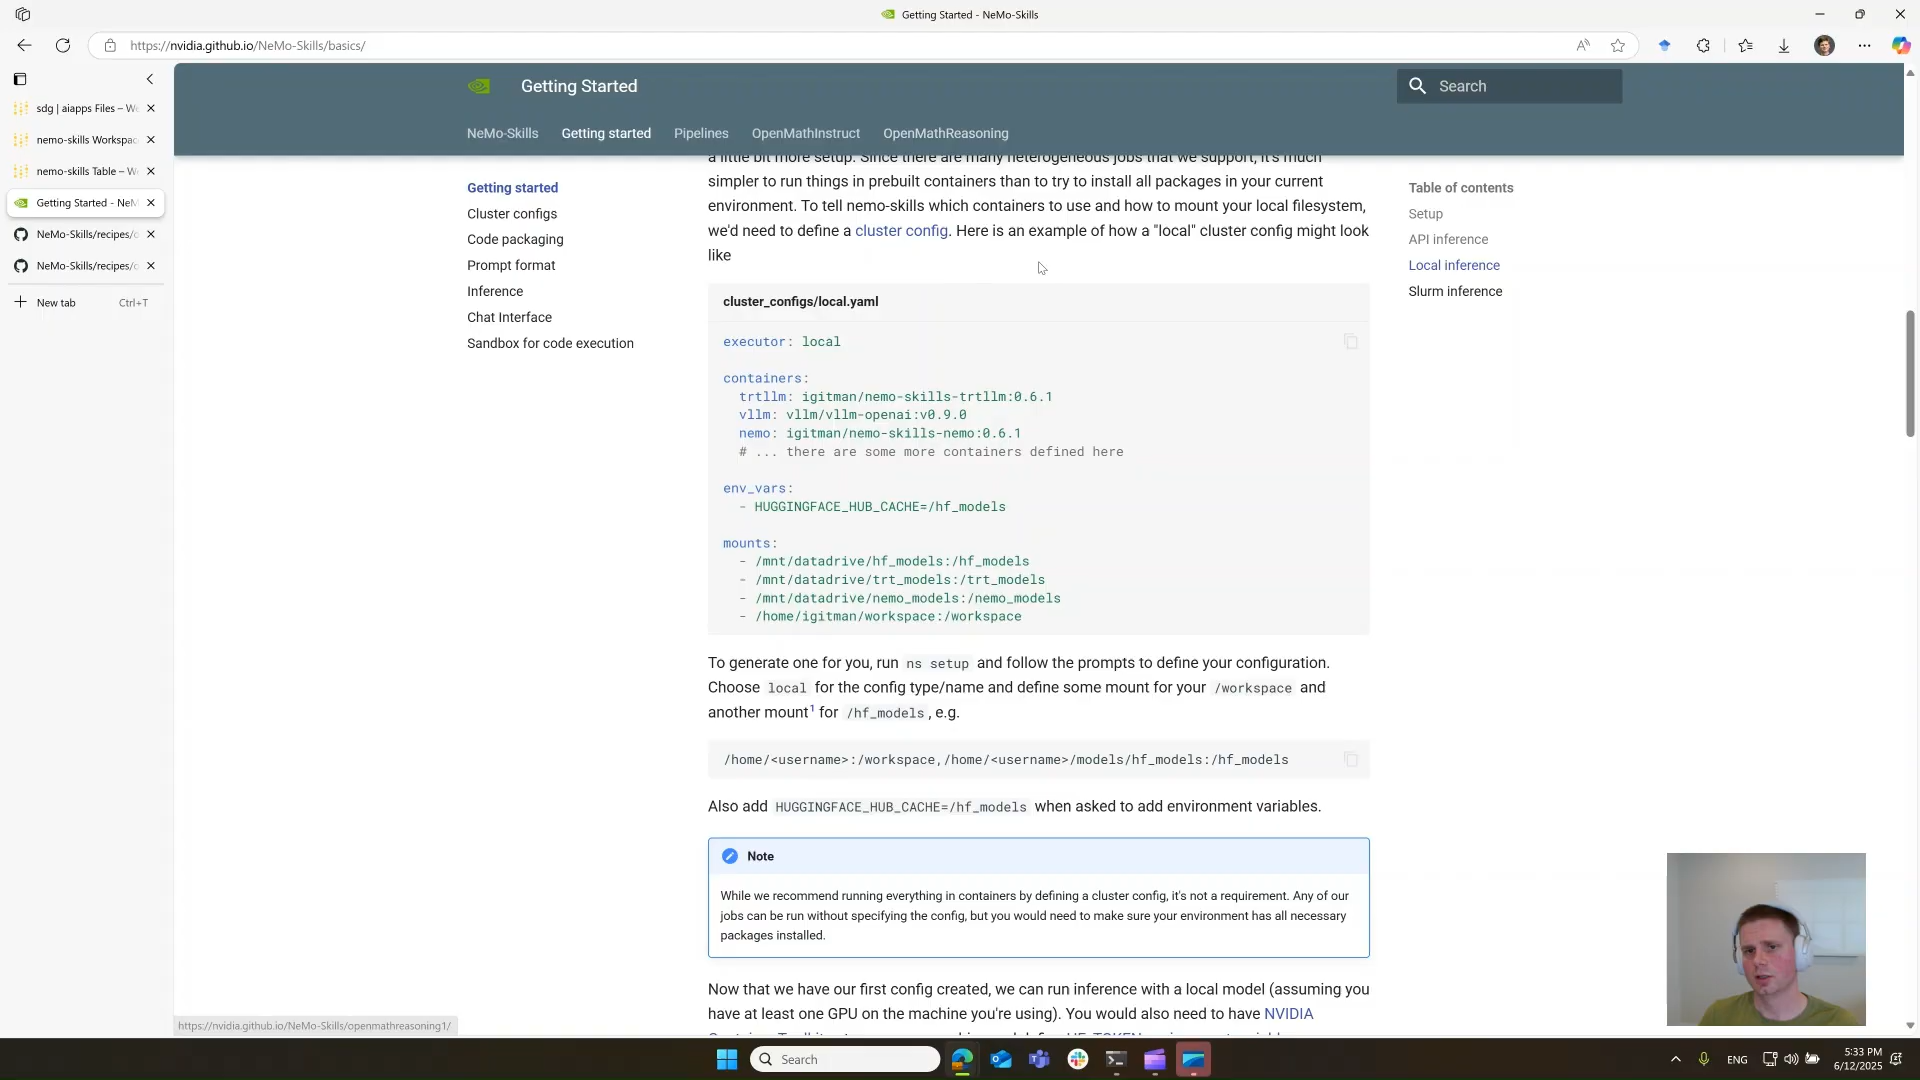 Getting Started - NeMo-Skills
https://nvidia.github.io/NeMo-Skills/basics/
sdg | aiapps Files – W
nemo-skills Workspac
nemo-skills Table – W
Getting Started - NeM
NeMo-Skills/recipes/o
NeMo-Skills/recipes/o
New tab Ctrl+T
Getting Started
Search
NeMo-Skills Getting started Pipelines OpenMathInstruct OpenMathReasoning
Getting started
Cluster configs
Code packaging
Prompt format
Inference
Chat Interface
Sandbox for code execution
a little bit more setup. Since there are many heterogeneous jobs that we support, it's much
simpler to run things in prebuilt containers than to try to install all packages in your current
environment. To tell nemo-skills which containers to use and how to mount your local filesystem,
we'd need to define a cluster config. Here is an example of how a "local" cluster config might look
like
cluster_configs/local.yaml
executor: local
containers:
trtllm: igitman/nemo-skills-trtllm:0.6.1
vllm: vllm/vllm-openai:v0.9.0
nemo: igitman/nemo-skills-nemo:0.6.1
# ... there are some more containers defined here
env_vars:
- HUGGINGFACE_HUB_CACHE=/hf_models
mounts:
- /mnt/datadrive/hf_models:/hf_models
- /mnt/datadrive/trt_models:/trt_models
- /mnt/datadrive/nemo_models:/nemo_models
- /home/igitman/workspace:/workspace
To generate one for you, run ns setup and follow the prompts to define your configuration.
Choose local for the config type/name and define some mount for your /workspace and
another mount¹ for /hf_models, e.g.
/home/<username>:/workspace,/home/<username>/models/hf_models:/hf_models
Also add HUGGINGFACE_HUB_CACHE=/hf_models when asked to add environment variables.
Note
While we recommend running everything in containers by defining a cluster config, it's not a requirement. Any of our
jobs can be run without specifying the config, but you would need to make sure your environment has all necessary
packages installed.
Now that we have our first config created, we can run inference with a local model (assuming you
have at least one GPU on the machine you're using). You would also need to have NVIDIA
Table of contents
Setup
API inference
Local inference
Slurm inference
https://nvidia.github.io/NeMo-Skills/openmathreasoning1/
Search
ENG
5:33 PM
6/12/2025